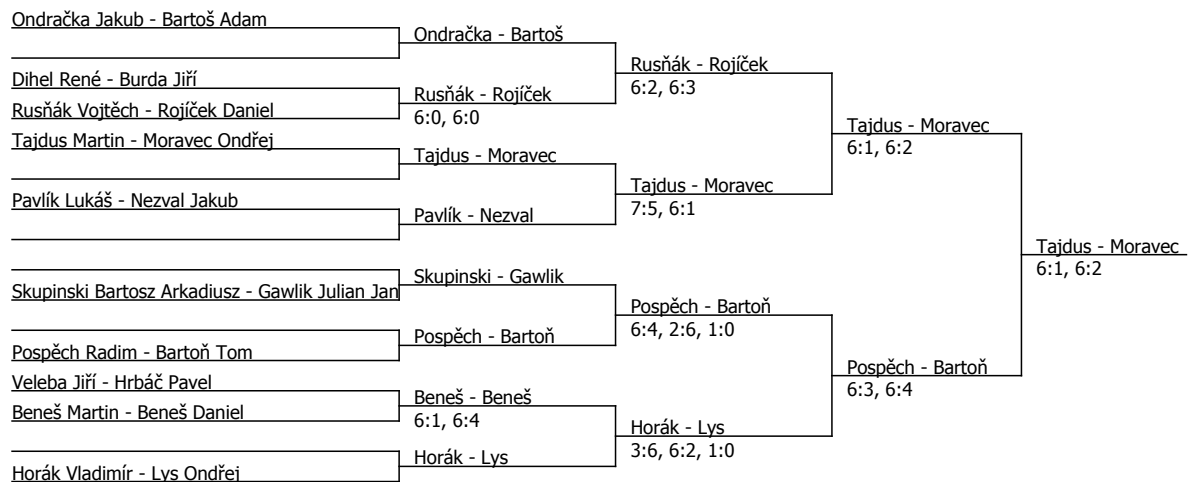 Ondračka Jakub - Bartoš Adam
Ondračka - Bartoš
Rusňák - Rojíček
6:2, 6:3
Dihel René - Burda Jiří
Rusňák Vojtěch - Rojíček Daniel
Rusňák - Rojíček
6:0, 6:0
Tajdus - Moravec
6:1, 6:2
Tajdus Martin - Moravec Ondřej
Tajdus - Moravec
Tajdus - Moravec
7:5, 6:1
Pavlík Lukáš - Nezval Jakub
Pavlík - Nezval
Tajdus - Moravec
6:1, 6:2
Skupinski - Gawlik
Skupinski Bartosz Arkadiusz - Gawlik Julian Jan
Pospěch - Bartoň
6:4, 2:6, 1:0
Pospěch - Bartoň
Pospěch Radim - Bartoň Tom
Pospěch - Bartoň
6:3, 6:4
Veleba Jiří - Hrbáč Pavel
Beneš Martin - Beneš Daniel
Beneš - Beneš
6:1, 6:4
Horák - Lys
3:6, 6:2, 1:0
Horák - Lys
Horák Vladimír - Lys Ondřej